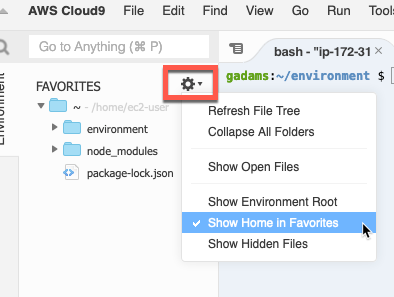 AWS Cloud9 File Edit Find View Go Run Tools
Go to Anything (⌘ P)
bash - "ip-172-31
Environment
FAVORITES
gadams:~/environment $
~ - /home/ec2-user
environment
node_modules
package-lock.json
Refresh File Tree
Collapse All Folders
Show Open Files
Show Environment Root
✓ Show Home in Favorites
Show Hidden Files